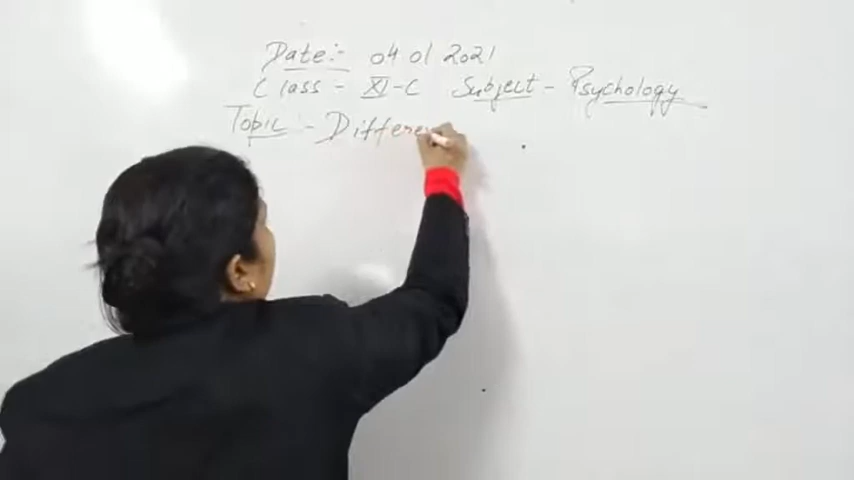 Date:- 04 01 2021
Class - XI-C Subject - Psychology
Topic :- Differe